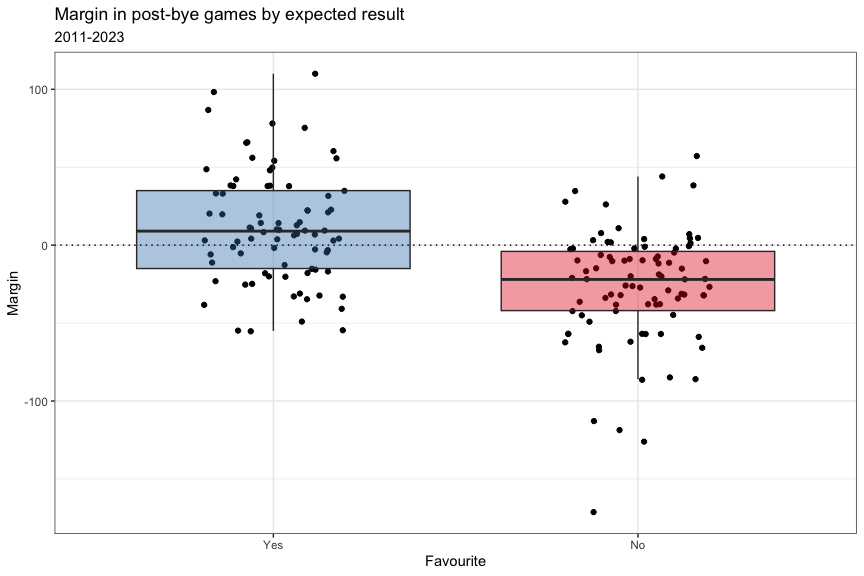 Margin in post-bye games by expected result
2011-2023
100
0
-100
Margin
Yes
No
Favourite